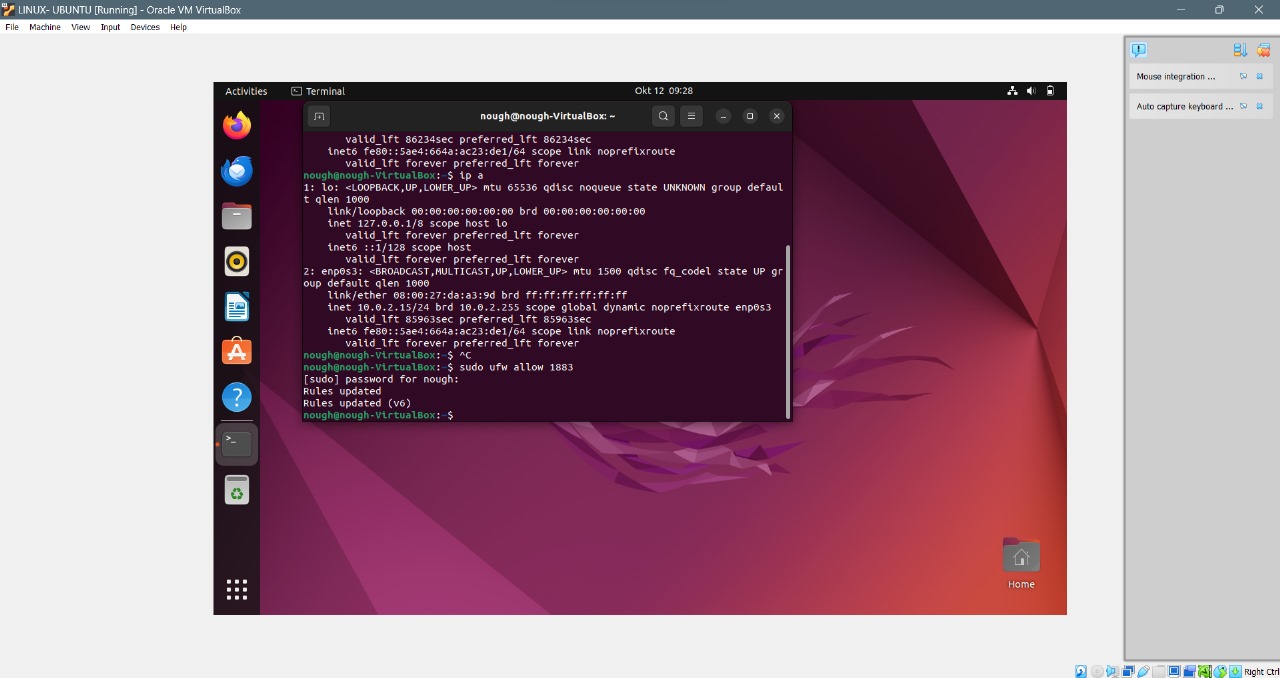 LINUX- UBUNTU [Running] - Oracle VM VirtualBox
File Machine View Input Devices Help
Mouse integration ...
Auto capture keyboard ...
Activities
Terminal
Okt 12 09:28
nough@nough-VirtualBox: ~
valid_lft 86234sec preferred_lft 86234sec
inet6 fe80::5ae4:664a:ac23:de1/64 scope link noprefixroute
valid_lft forever preferred_lft forever
nough@nough-VirtualBox:~$ ip a
1: lo: <LOOPBACK,UP,LOWER_UP> mtu 65536 qdisc noqueue state UNKNOWN group defaul
t qlen 1000
link/loopback 00:00:00:00:00:00 brd 00:00:00:00:00:00
inet 127.0.0.1/8 scope host lo
valid_lft forever preferred_lft forever
inet6 ::1/128 scope host
valid_lft forever preferred_lft forever
2: enp0s3: <BROADCAST,MULTICAST,UP,LOWER_UP> mtu 1500 qdisc fq_codel state UP gr
oup default qlen 1000
link/ether 08:00:27:da:a3:9d brd ff:ff:ff:ff:ff:ff
inet 10.0.2.15/24 brd 10.0.2.255 scope global dynamic noprefixroute enp0s3
valid_lft 85963sec preferred_lft 85963sec
inet6 fe80::5ae4:664a:ac23:de1/64 scope link noprefixroute
valid_lft forever preferred_lft forever
nough@nough-VirtualBox:~$ ^C
nough@nough-VirtualBox:~$ sudo ufw allow 1883
[sudo] password for nough:
Rules updated
Rules updated (v6)
nough@nough-VirtualBox:~$
Home
Right Ctrl